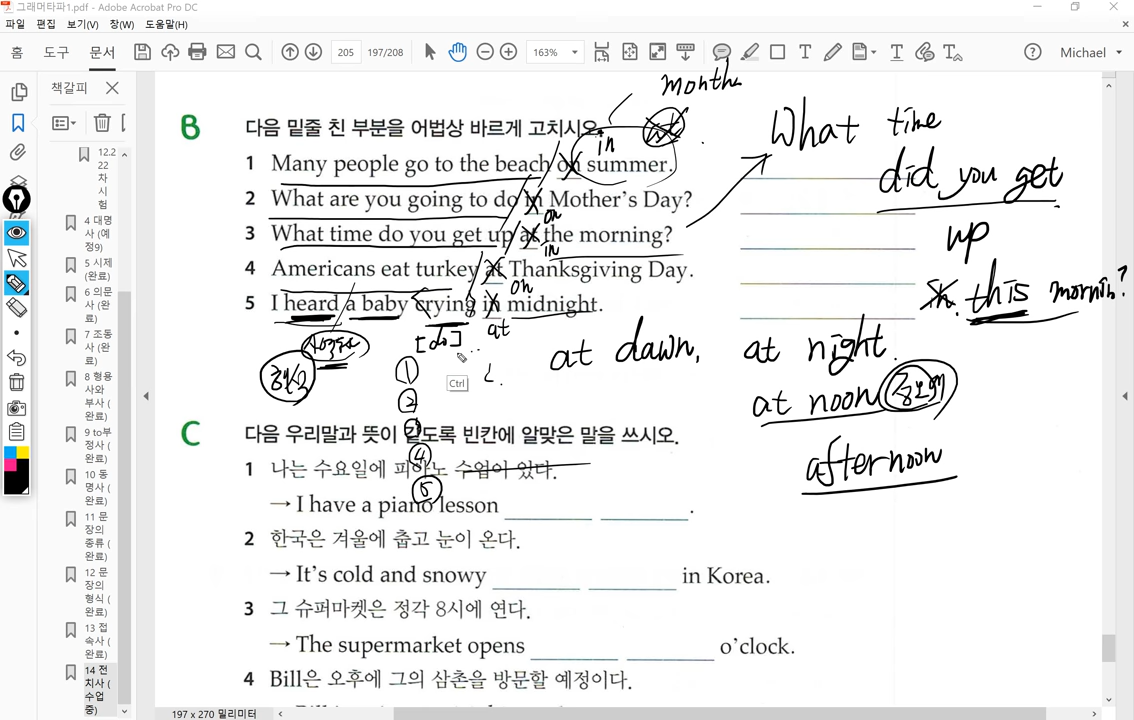 그래머타파1.pdf - Adobe Acrobat Pro DC
파일 편집 보기(V) 창(W) 도움말(H)
홈 도구 문서 205 197/208 163% Michael
책갈피
12.2
22
차 시
험
4 대명
사 (예
정9)
5 시제
(완료)
6 의문
사 (완
료)
7 조동
사 (완
료)
8 형용
사와
부사 (
완료)
9 to부
정사 (
완료)
10 동
명사 (
완료)
11 문
장의
종류 (
완료)
12 문
장의
형식 (
완료)
13 접
속사 (
완료)
14 전
치사 (
수업
중)
month
B 다음 밑줄 친 부분을 어법상 바르게 고치시오.
in
1 Many people go to the beach on summer.
2 What are you going to do in Mother's Day?
on
3 What time do you get up at the morning?
in
4 Americans eat turkey at Thanksgiving Day.
on
5 I heard a baby crying in midnight.
at
[do]
①
②
③
④
⑤
Ctrl
What time
did you get
up
this morning?
at dawn, at night.
at noon
afternoon
C 다음 우리말과 뜻이 같도록 빈칸에 알맞은 말을 쓰시오.
1 나는 수요일에 피아노 수업이 있다.
→ I have a piano lesson .
2 한국은 겨울에 춥고 눈이 온다.
→ It's cold and snowy in Korea.
3 그 슈퍼마켓은 정각 8시에 연다.
→ The supermarket opens o'clock.
4 Bill은 오후에 그의 삼촌을 방문할 예정이다.
197 x 270 밀리미터